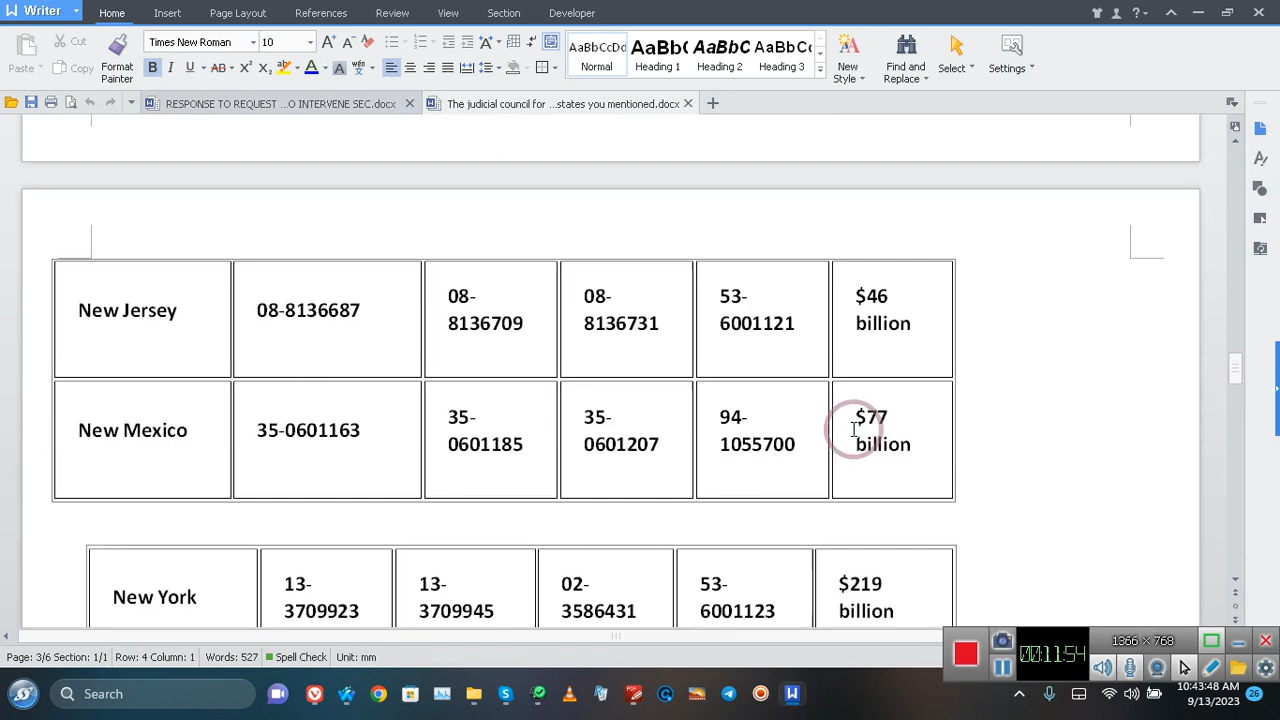 Writer
Home Insert Page Layout References Review View Section Developer
Cut Times New Roman 10 AaBbCcDd AaBb( AaBbC AaBbC
Paste Copy Format Painter B I U AB X² X₂ A A Normal Heading 1 Heading 2 Heading 3 New Style Find and Replace Select Settings
RESPONSE TO REQUEST ...O INTERVENE SEC.docx The judicial council for ...states you mentioned.docx
New Jersey 08-8136687 08-8136709 08-8136731 53-6001121 $46 billion
New Mexico 35-0601163 35-0601185 35-0601207 94-1055700 $77 billion
New York 13-3709923 13-3709945 02-3586431 53-6001123 $219 billion
1366 × 768
00:11:54
Page: 3/6 Section: 1/1 Row: 4 Column: 1 Words: 527 Spell Check Unit: mm
Search
10:43:48 AM
9/13/2023
26